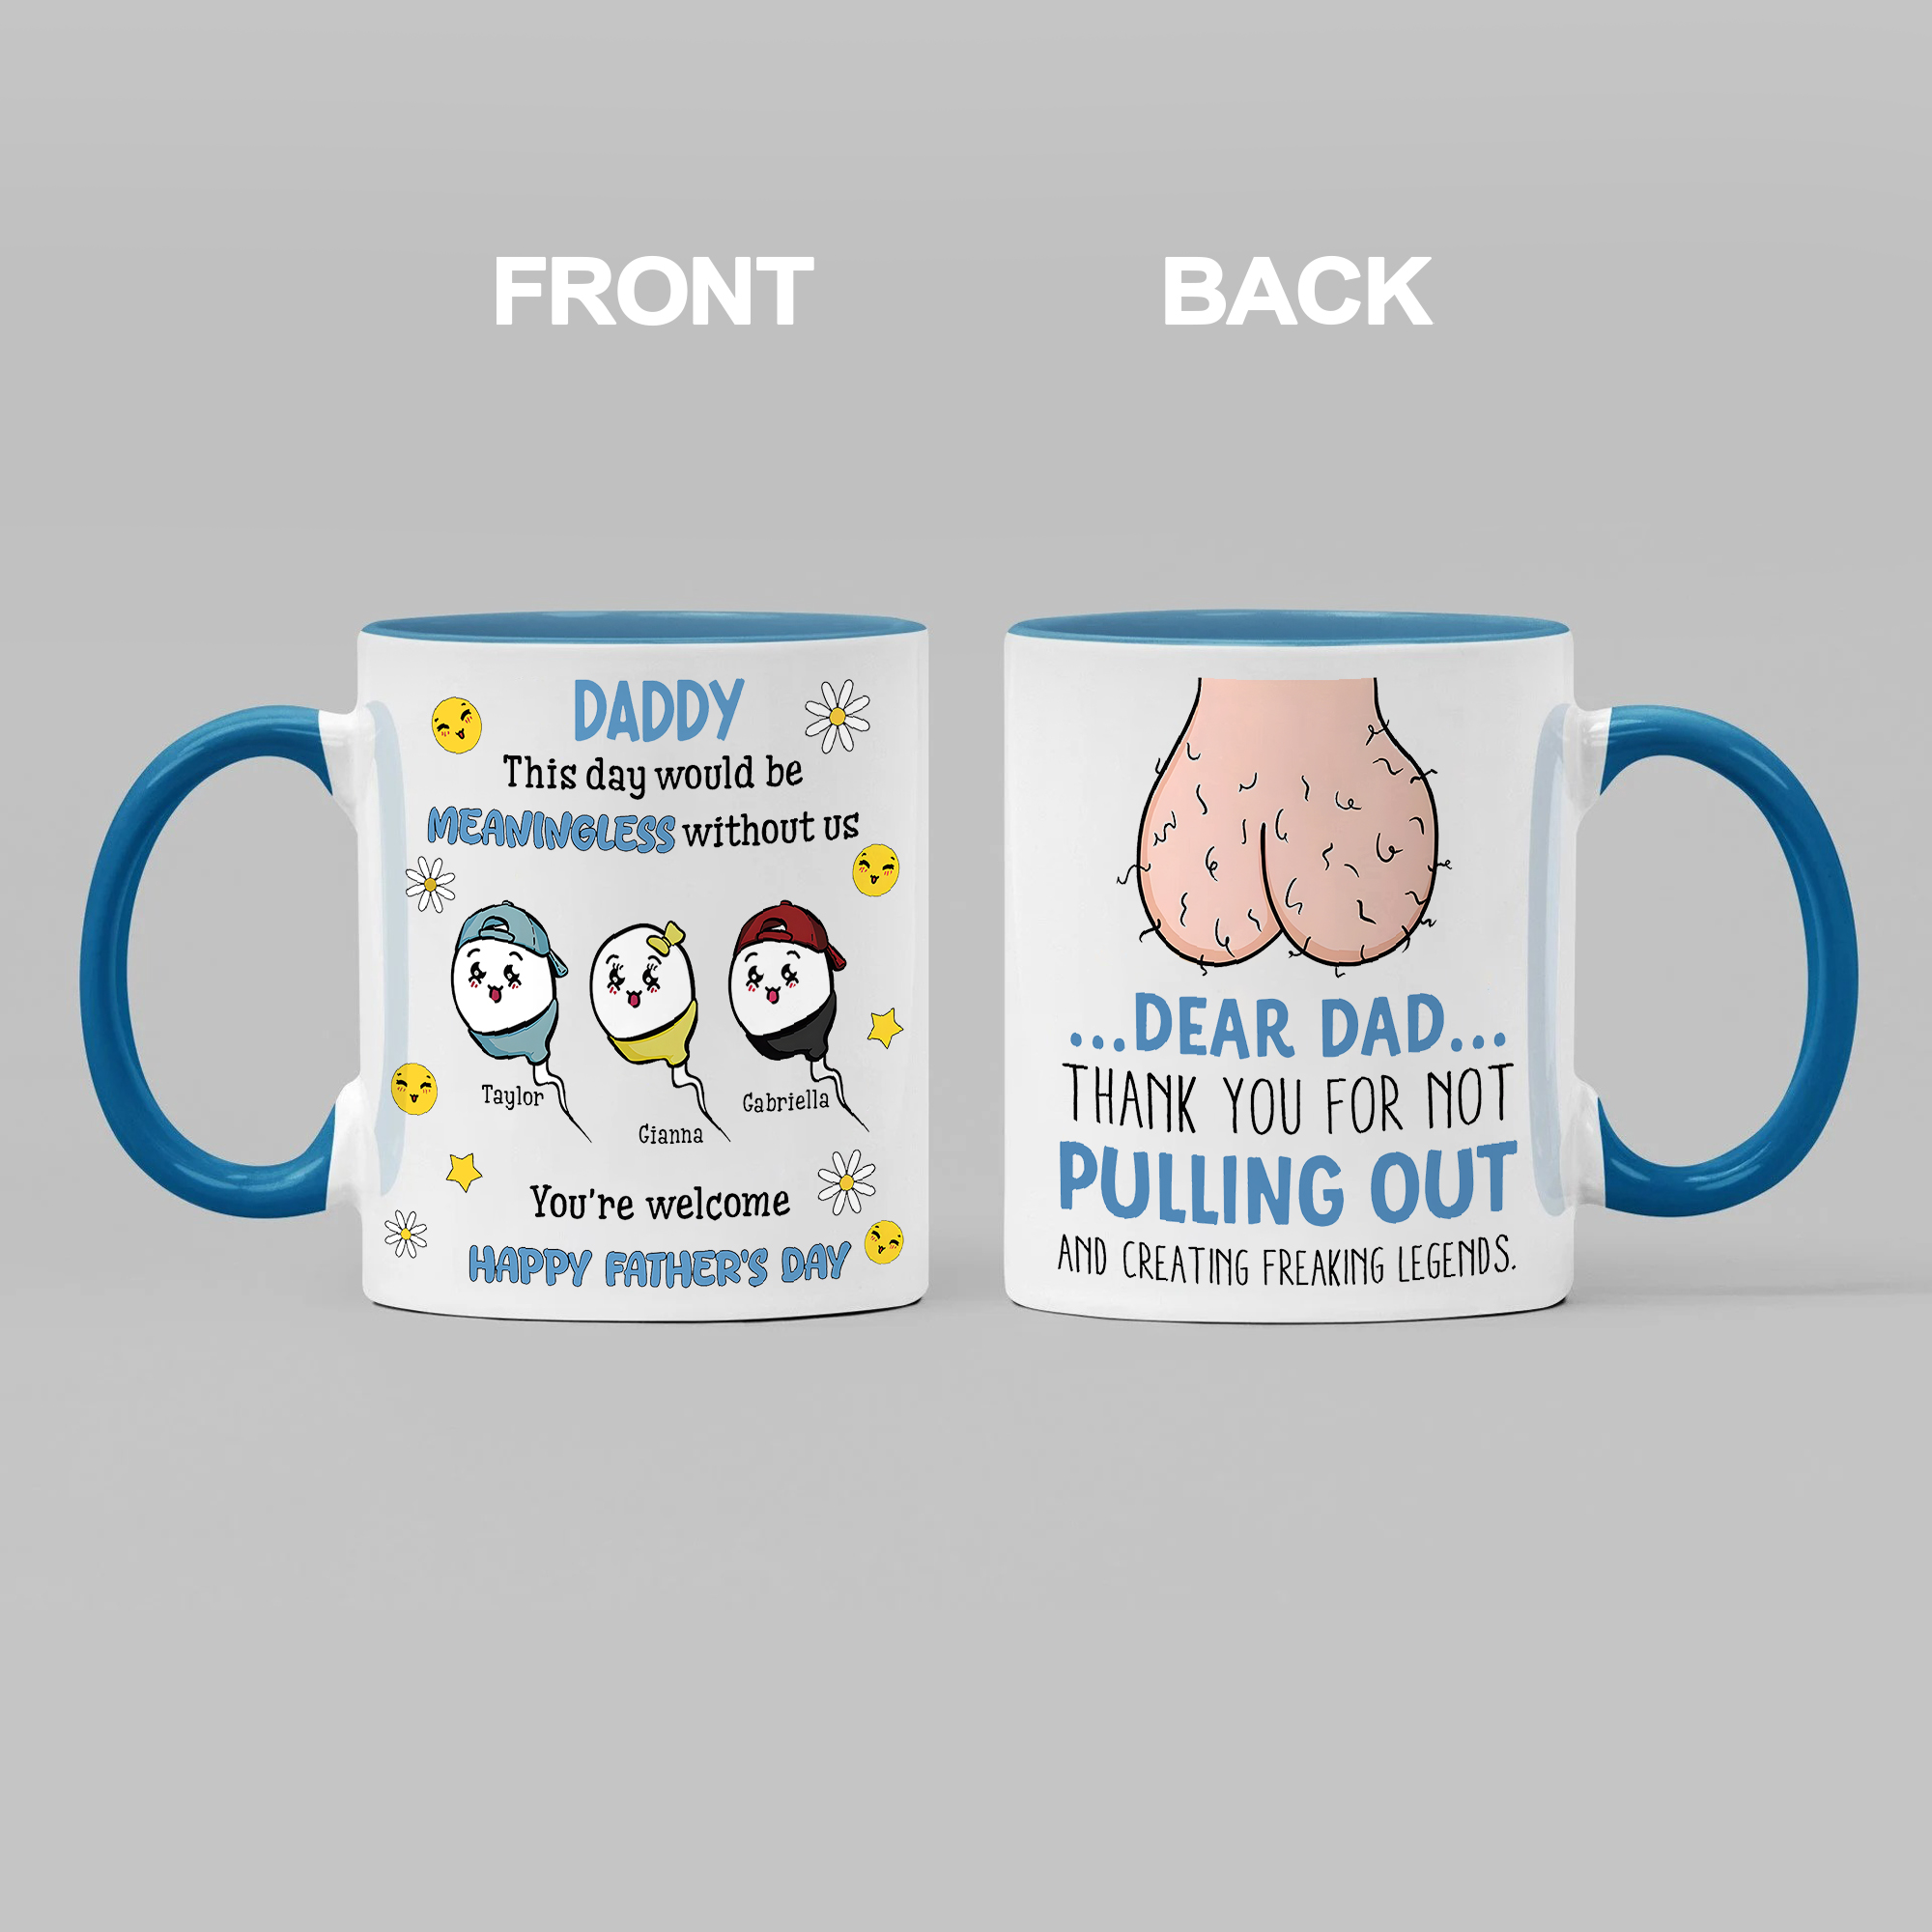 FRONT
DADDY
This day would be
MEANINGLESS without us
Taylor
Gianna
Gabriella
You're welcome
HAPPY FATHER'S DAY
BACK
...DEAR DAD...
THANK YOU FOR NOT
PULLING OUT
AND CREATING FREAKING LEGENDS.